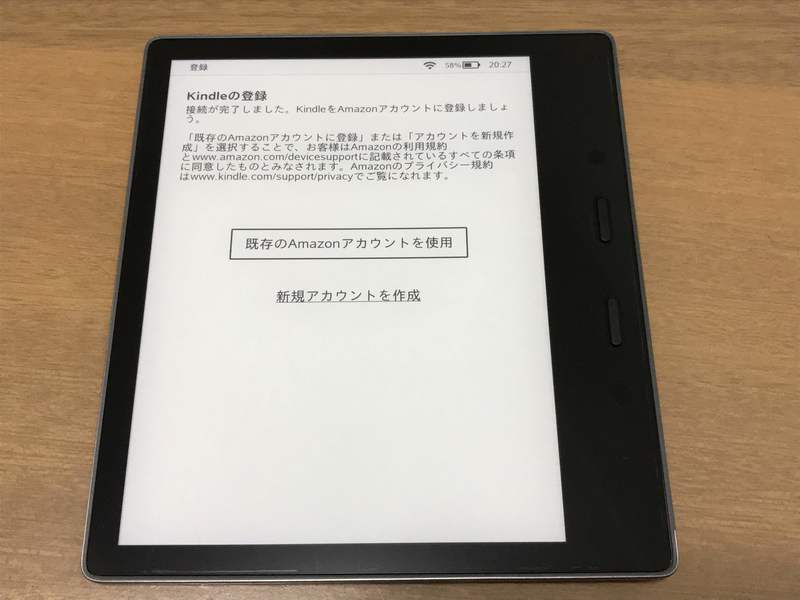 登録
58%
20:27
Kindleの登録
接続が完了しました。KindleをAmazonアカウントに登録しましょ
う。
「既存のAmazonアカウントに登録」または「アカウントを新規作
成」を選択することで、お客様はAmazonの利用規約
とwww.amazon.com/devicesupportに記載されているすべての条項
に同意したものとみなされます。Amazonのプライバシー規約
はwww.kindle.com/support/privacyでご覧になれます。
既存のAmazonアカウントを使用
新規アカウントを作成